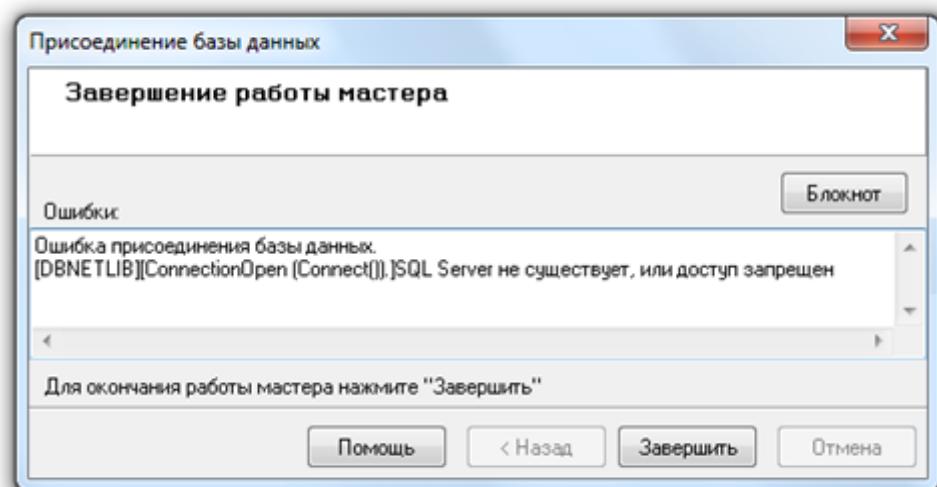 Присоединение базы данных
Завершение работы мастера
Блокнот
Ошибки:
Ошибка присоединения базы данных.
[DBNETLIB][ConnectionOpen (Connect()).]SQL Server не существует, или доступ запрещен
Для окончания работы мастера нажмите "Завершить"
Помощь
< Назад
Завершить
Отмена